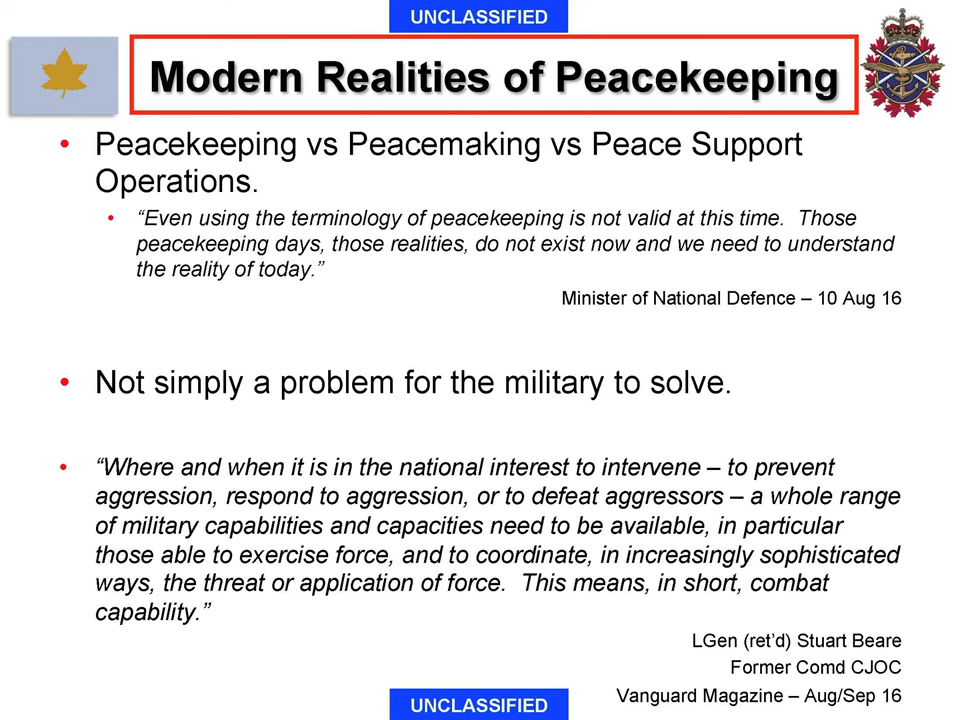 UNCLASSIFIED
Modern Realities of Peacekeeping
• Peacekeeping vs Peacemaking vs Peace Support
Operations.
• “Even using the terminology of peacekeeping is not valid at this time.  Those
peacekeeping days, those realities, do not exist now and we need to understand
the reality of today.”
Minister of National Defence – 10 Aug 16
• Not simply a problem for the military to solve.
• “Where and when it is in the national interest to intervene – to prevent
aggression, respond to aggression, or to defeat aggressors – a whole range
of military capabilities and capacities need to be available, in particular
those able to exercise force, and to coordinate, in increasingly sophisticated
ways, the threat or application of force.  This means, in short, combat
capability.”
LGen (ret’d) Stuart Beare
Former Comd CJOC
Vanguard Magazine – Aug/Sep 16
UNCLASSIFIED